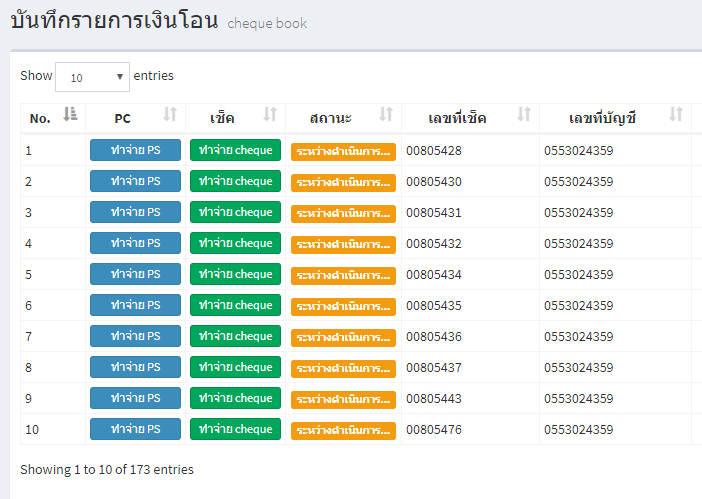 บันทึกรายการเงินโอน cheque book
Show 10 entries
No. PC เช็ค สถานะ เลขที่เช็ค เลขที่บัญชี
1 ทำจ่าย PS ทำจ่าย cheque ระหว่างดำเนินการ... 00805428 0553024359
2 ทำจ่าย PS ทำจ่าย cheque ระหว่างดำเนินการ... 00805430 0553024359
3 ทำจ่าย PS ทำจ่าย cheque ระหว่างดำเนินการ... 00805431 0553024359
4 ทำจ่าย PS ทำจ่าย cheque ระหว่างดำเนินการ... 00805432 0553024359
5 ทำจ่าย PS ทำจ่าย cheque ระหว่างดำเนินการ... 00805434 0553024359
6 ทำจ่าย PS ทำจ่าย cheque ระหว่างดำเนินการ... 00805435 0553024359
7 ทำจ่าย PS ทำจ่าย cheque ระหว่างดำเนินการ... 00805436 0553024359
8 ทำจ่าย PS ทำจ่าย cheque ระหว่างดำเนินการ... 00805437 0553024359
9 ทำจ่าย PS ทำจ่าย cheque ระหว่างดำเนินการ... 00805443 0553024359
10 ทำจ่าย PS ทำจ่าย cheque ระหว่างดำเนินการ... 00805476 0553024359
Showing 1 to 10 of 173 entries